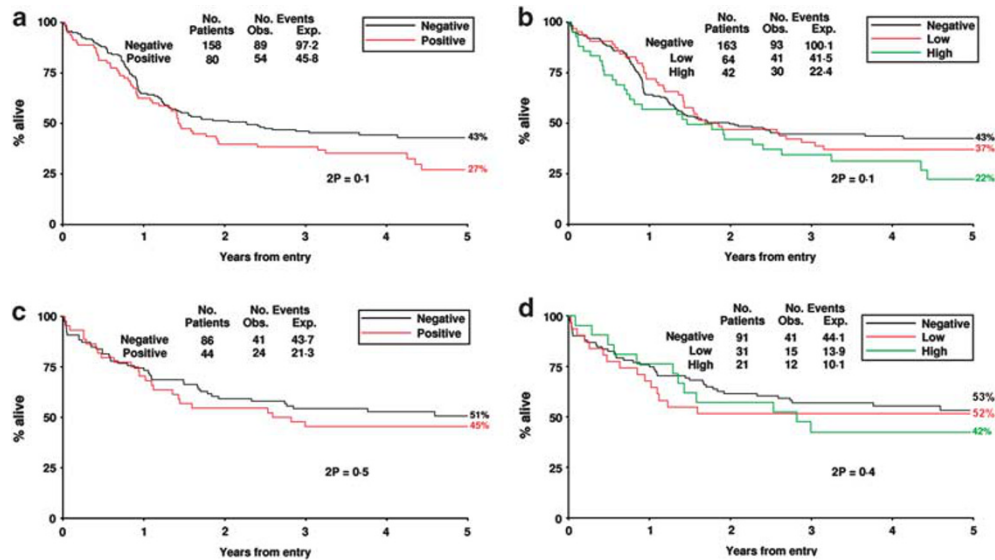 a
No. No. Events
Patients Obs. Exp.
Negative 158 89 97·2
Positive 80 54 45·8
Negative
Positive
100
75
50
25
0
% alive
43%
27%
2P = 0·1
0 1 2 3 4 5
Years from entry
b
No. No. Events
Patients Obs. Exp.
Negative 163 93 100·1
Low 64 41 41·5
High 42 30 22·4
Negative
Low
High
100
75
50
25
0
% alive
43%
37%
22%
2P = 0·1
0 1 2 3 4 5
Years from entry
c
No. No. Events
Patients Obs. Exp.
Negative 86 41 43·7
Positive 44 24 21·3
Negative
Positive
100
75
50
25
0
% alive
51%
45%
2P = 0·5
0 1 2 3 4 5
Years from entry
d
No. No. Events
Patients Obs. Exp.
Negative 91 41 44·1
Low 31 15 13·9
High 21 12 10·1
Negative
Low
High
100
75
50
25
0
% alive
53%
52%
42%
2P = 0·4
0 1 2 3 4 5
Years from entry